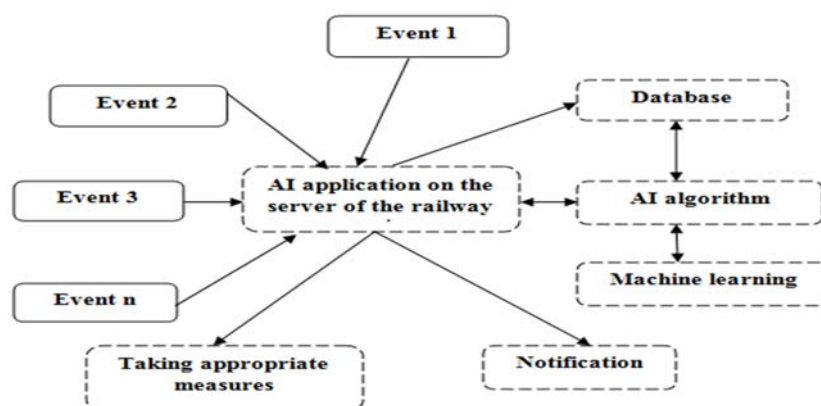 Event 1
Event 2
Database
Event 3
AI application on the
server of the railway
AI algorithm
Event n
Machine learning
Taking appropriate
measures
Notification